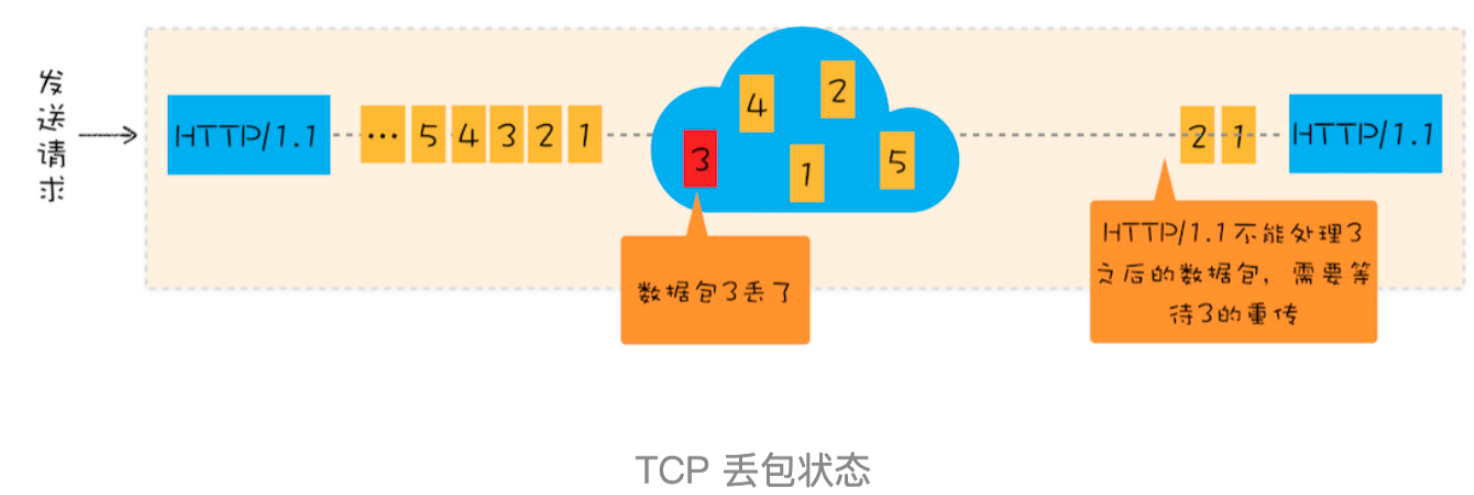 发送请求
HTTP/1.1
... 5 4 3 2 1
4
2
3
1
5
2 1
HTTP/1.1
数据包3丢了
HTTP/1.1不能处理3
之后的数据包,需要等
待3的重传
TCP 丢包状态